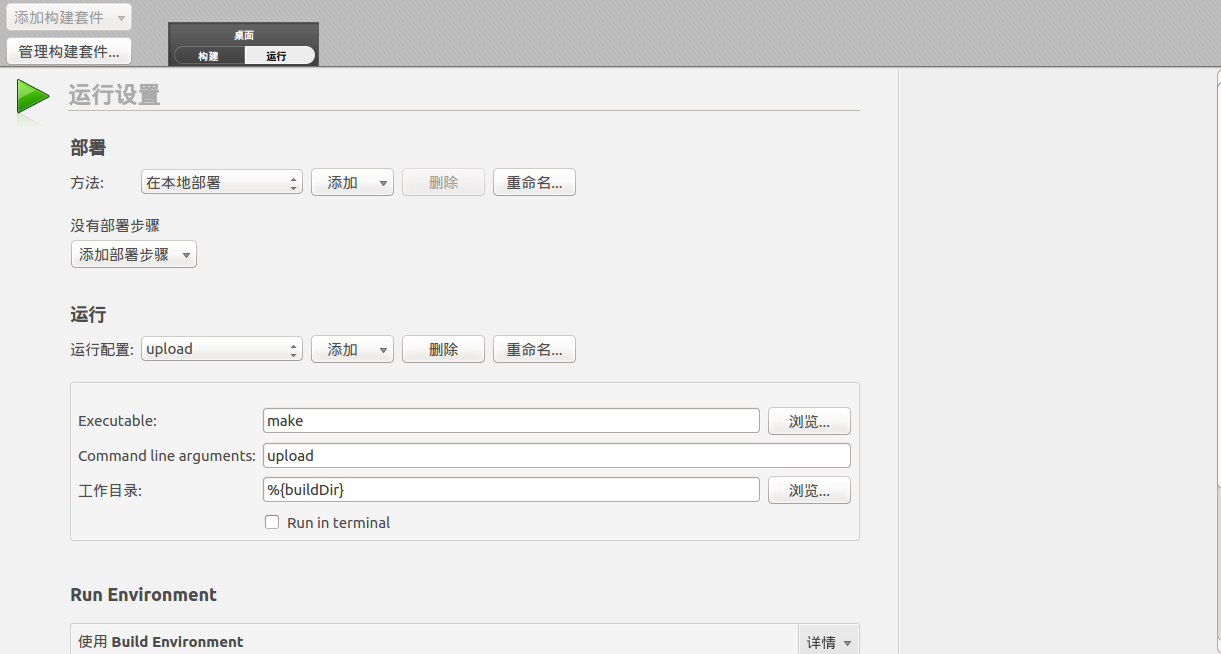 添加构建套件
管理构建套件...
桌面
构建 运行
运行设置
部署
方法: 在本地部署 添加 删除 重命名...
没有部署步骤
添加部署步骤
运行
运行配置: upload 添加 删除 重命名...
Executable: make 浏览...
Command line arguments: upload
工作目录: %{buildDir} 浏览...
Run in terminal
Run Environment
使用 Build Environment 详情